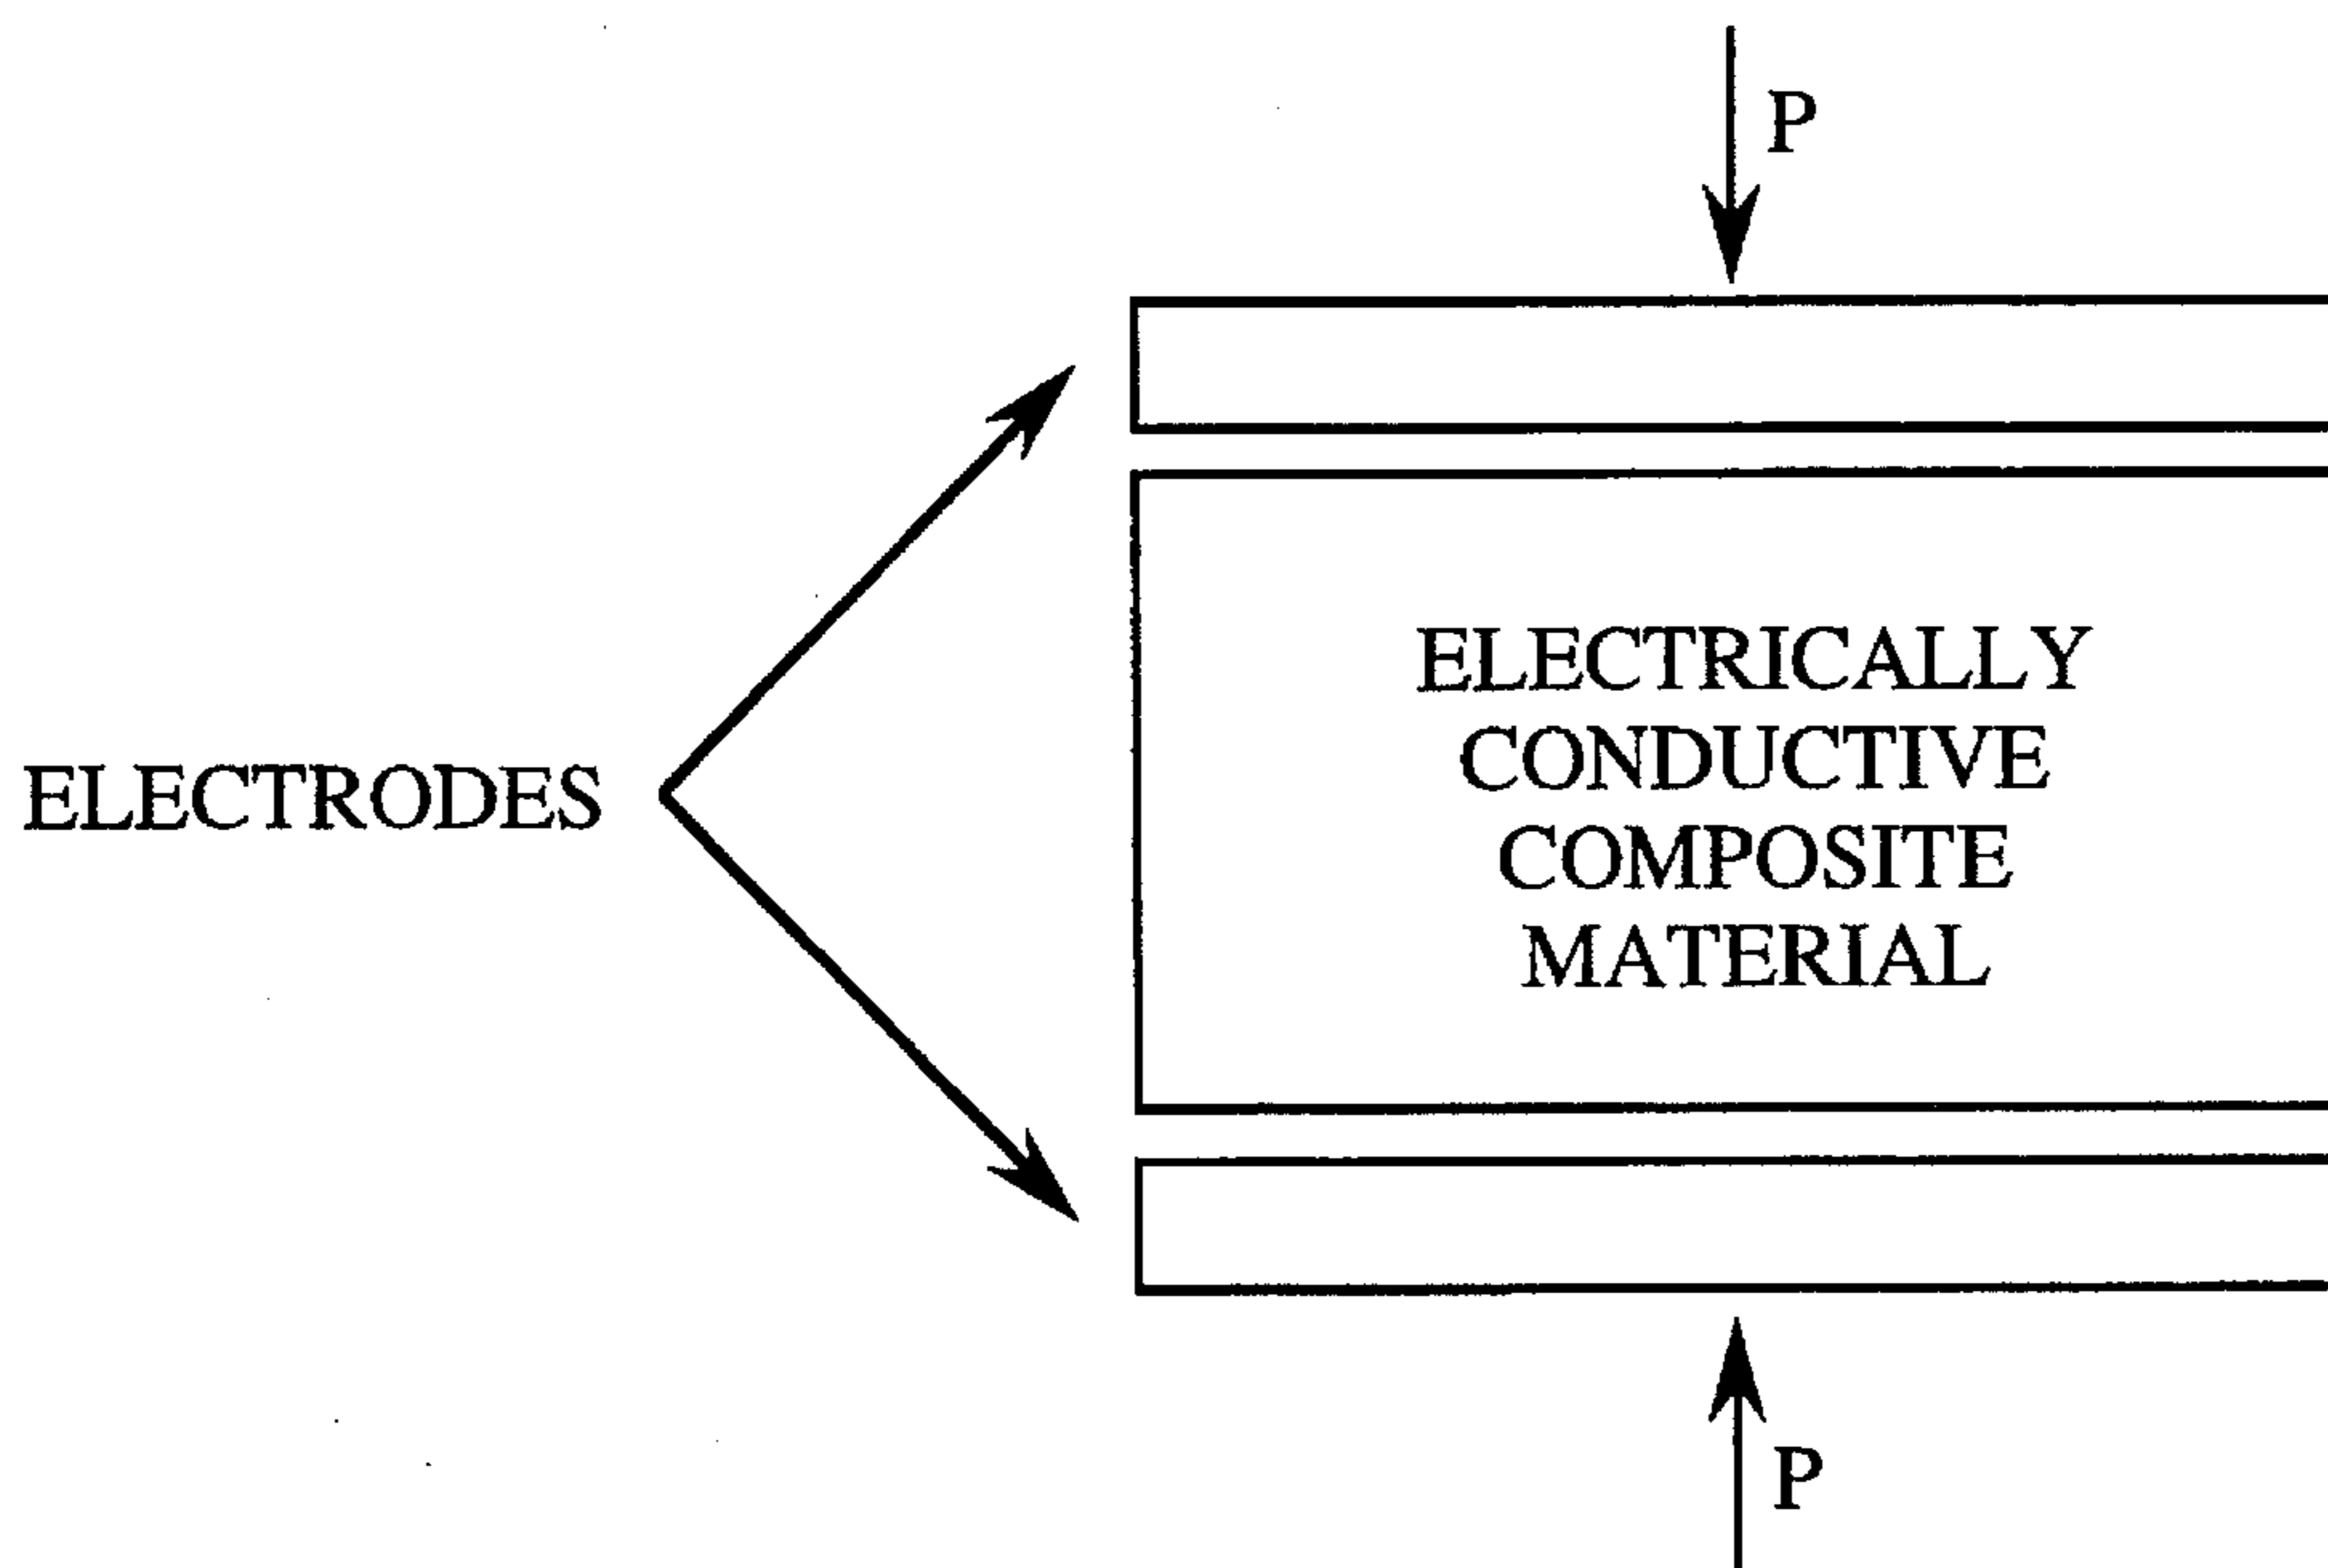 P
ELECTRODES
ELECTRICALLY
CONDUCTIVE
COMPOSITE
MATERIAL
P